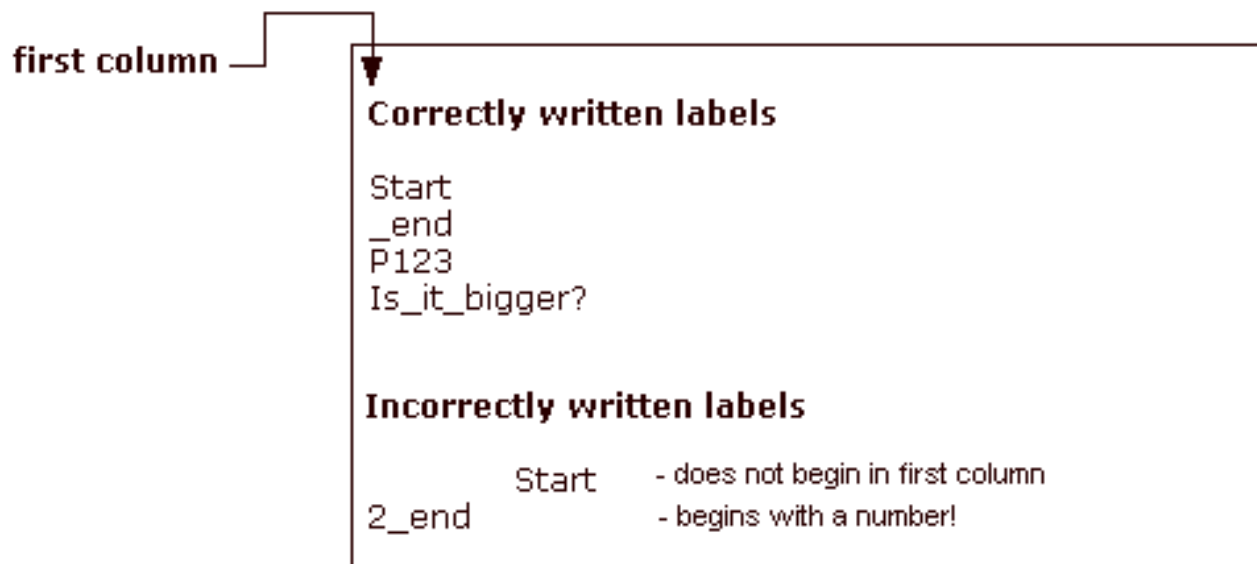 first column
Correctly written labels
Start
_end
P123
Is_it_bigger?
Incorrectly written labels
Start - does not begin in first column
2_end - begins with a number!